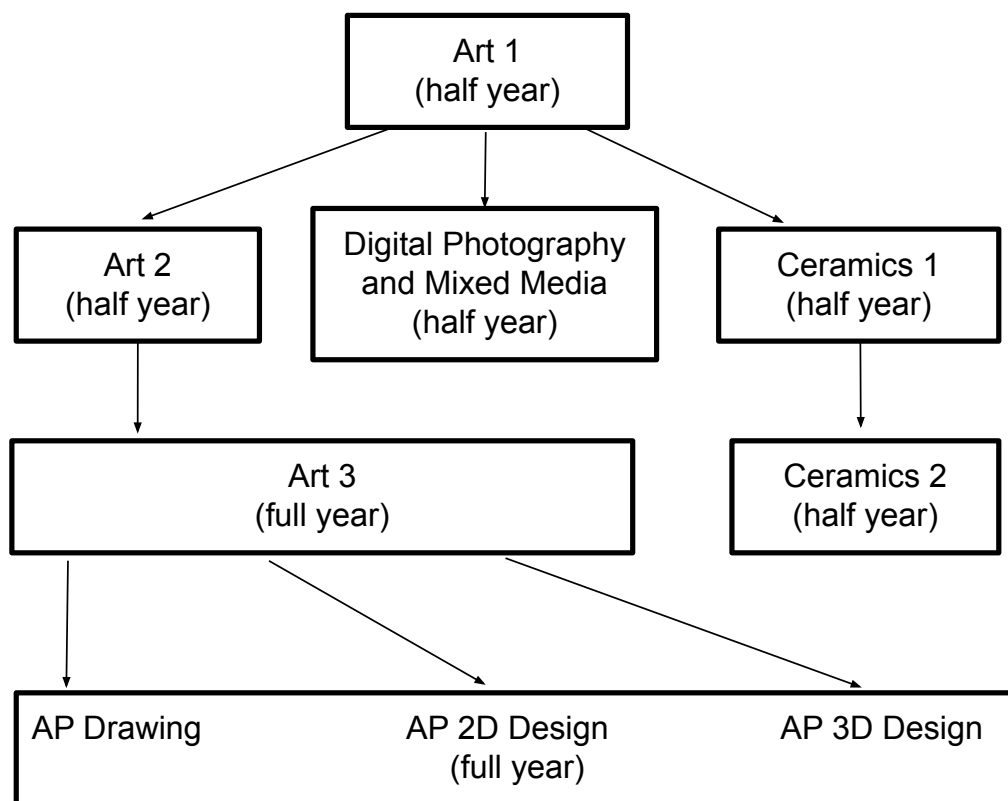 Art 1
(half year)
Art 2
(half year)
Digital Photography
and Mixed Media
(half year)
Ceramics 1
(half year)
Art 3
(full year)
Ceramics 2
(half year)
AP Drawing
AP 2D Design
(full year)
AP 3D Design